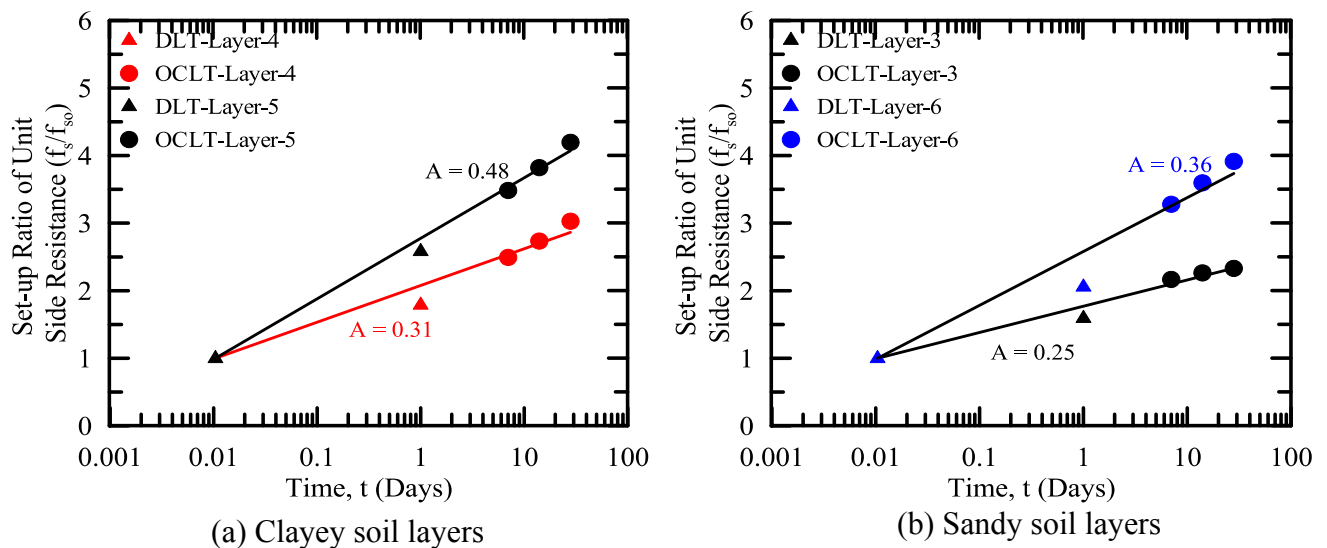 Set-up Ratio of Unit
Side Resistance (fs/fso)
6
5
4
3
2
1
0
DLT-Layer-4
OCLT-Layer-4
DLT-Layer-5
OCLT-Layer-5
A = 0.48
A = 0.31
0.001 0.01 0.1 1 10 100
Time, t (Days)
(a) Clayey soil layers
Set-up Ratio of Unit
Side Resistance (fs/fso)
6
5
4
3
2
1
0
DLT-Layer-3
OCLT-Layer-3
DLT-Layer-6
OCLT-Layer-6
A = 0.36
A = 0.25
0.001 0.01 0.1 1 10 100
Time, t (Days)
(b) Sandy soil layers